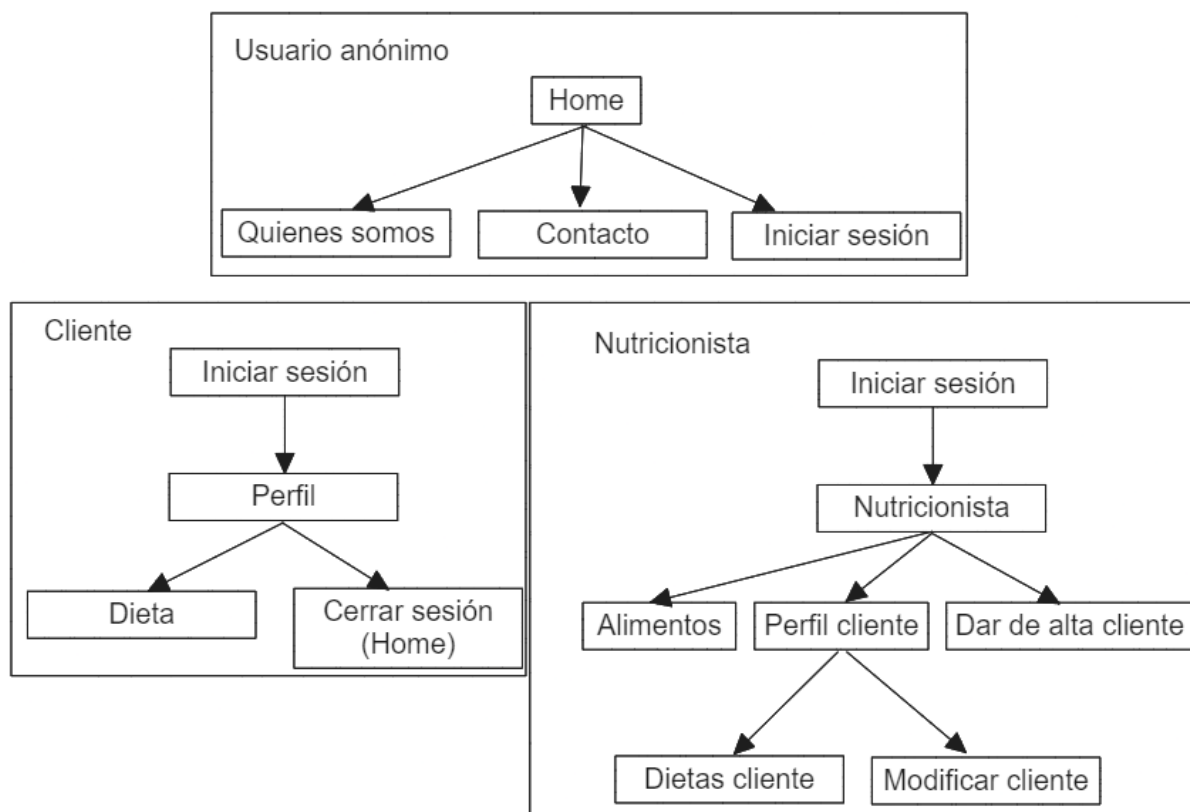 Usuario anónimo
Home
Quienes somos
Contacto
Iniciar sesión
Cliente
Iniciar sesión
Perfil
Dieta
Cerrar sesión
(Home)
Nutricionista
Iniciar sesión
Nutricionista
Alimentos
Perfil cliente
Dar de alta cliente
Dietas cliente
Modificar cliente